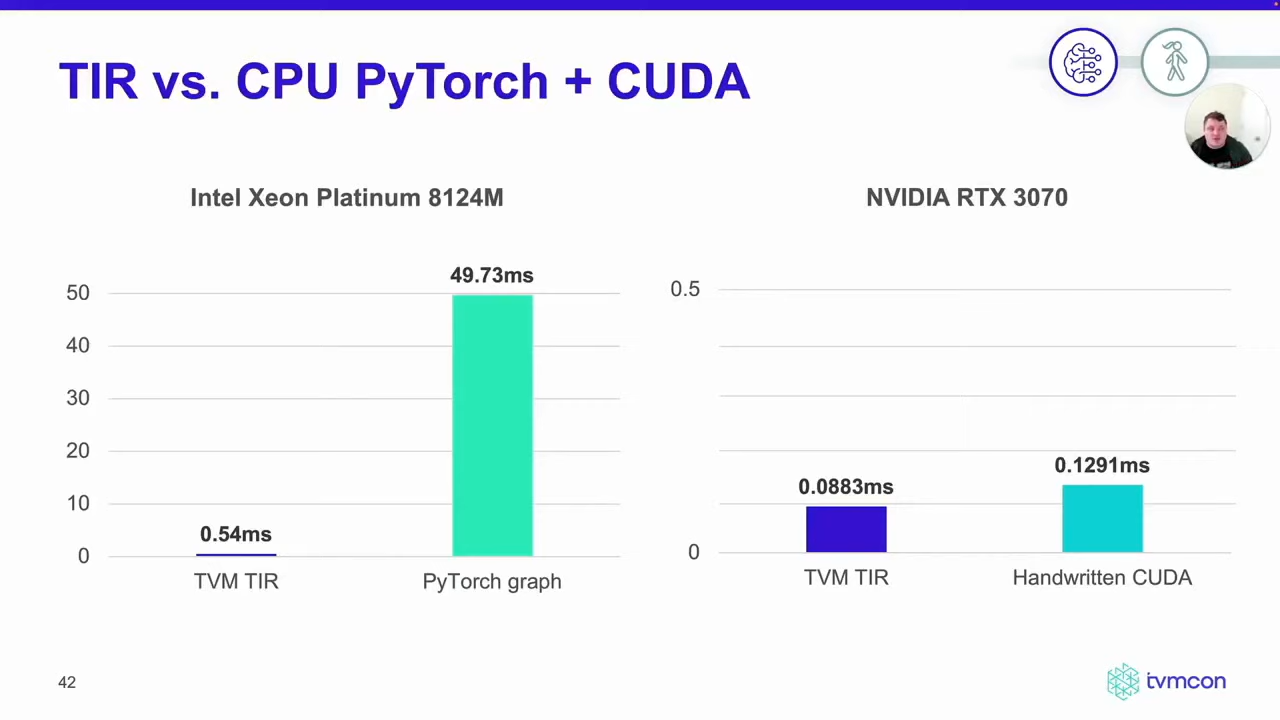 TIR vs. CPU PyTorch + CUDA
Intel Xeon Platinum 8124M
50
40
30
20
10
0
49.73ms
0.54ms
TVM TIR
PyTorch graph
NVIDIA RTX 3070
0.5
0
0.1291ms
0.0883ms
TVM TIR
Handwritten CUDA
42
tvmcon